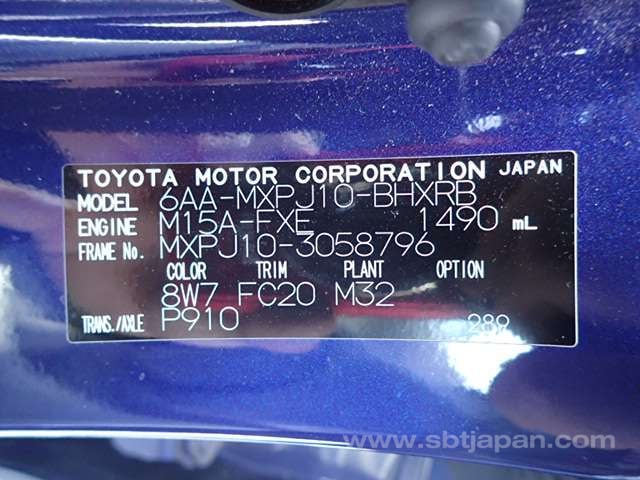 TOYOTA MOTOR CORPORATION JAPAN
MODEL 6AA-MXPJ10-BHXRB
ENGINE M15A-FXE 1490 mL
FRAME No. MXPJ10-3058796
COLOR TRIM PLANT OPTION
8W7 FC20 M32
TRANS./AXLE P910 289
www.sbtjapan.com